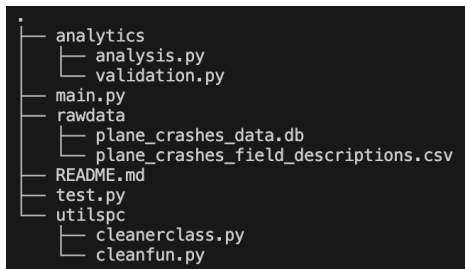 .
├── analytics
│   ├── analysis.py
│   └── validation.py
├── main.py
├── rawdata
│   ├── plane_crashes_data.db
│   └── plane_crashes_field_descriptions.csv
├── README.md
├── test.py
└── utilspc
    ├── cleanerclass.py
    └── cleanfun.py